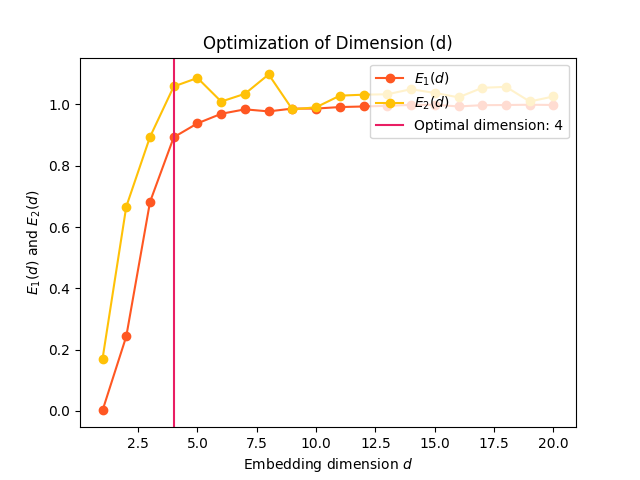 Optimization of Dimension (d)
E₁(d)
E₂(d)
Optimal dimension: 4
1.0
0.8
0.6
0.4
0.2
0.0
E₁(d) and E₂(d)
2.5 5.0 7.5 10.0 12.5 15.0 17.5 20.0
Embedding dimension d